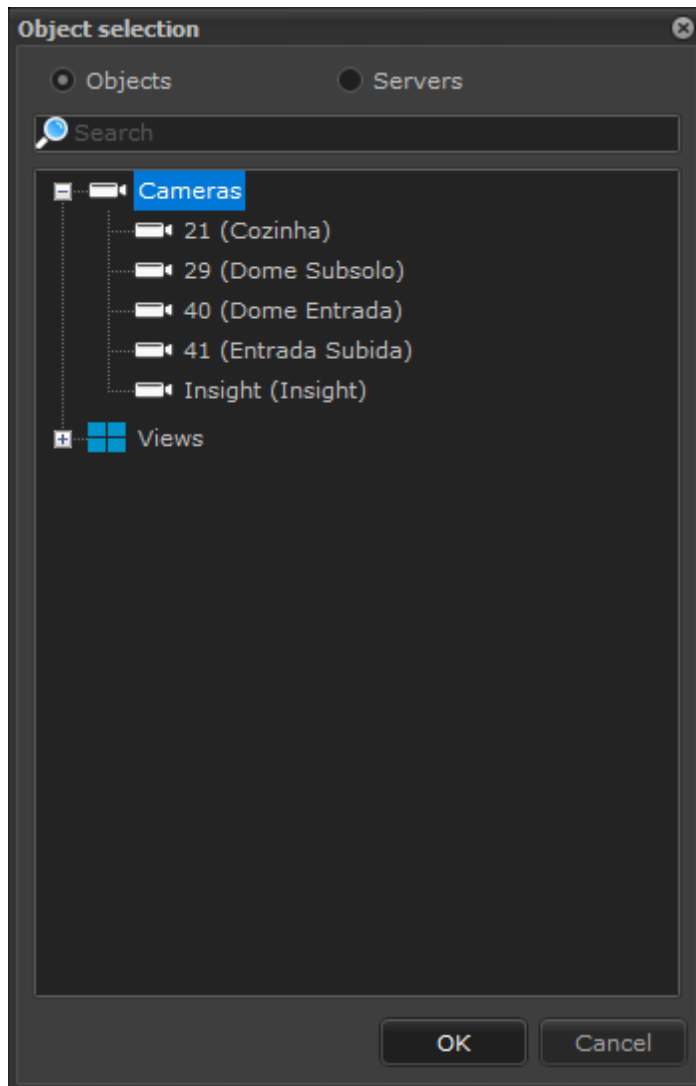 Object selection
Objects Servers
Search
Cameras
21 (Cozinha)
29 (Dome Subsolo)
40 (Dome Entrada)
41 (Entrada Subida)
Insight (Insight)
Views
OK Cancel